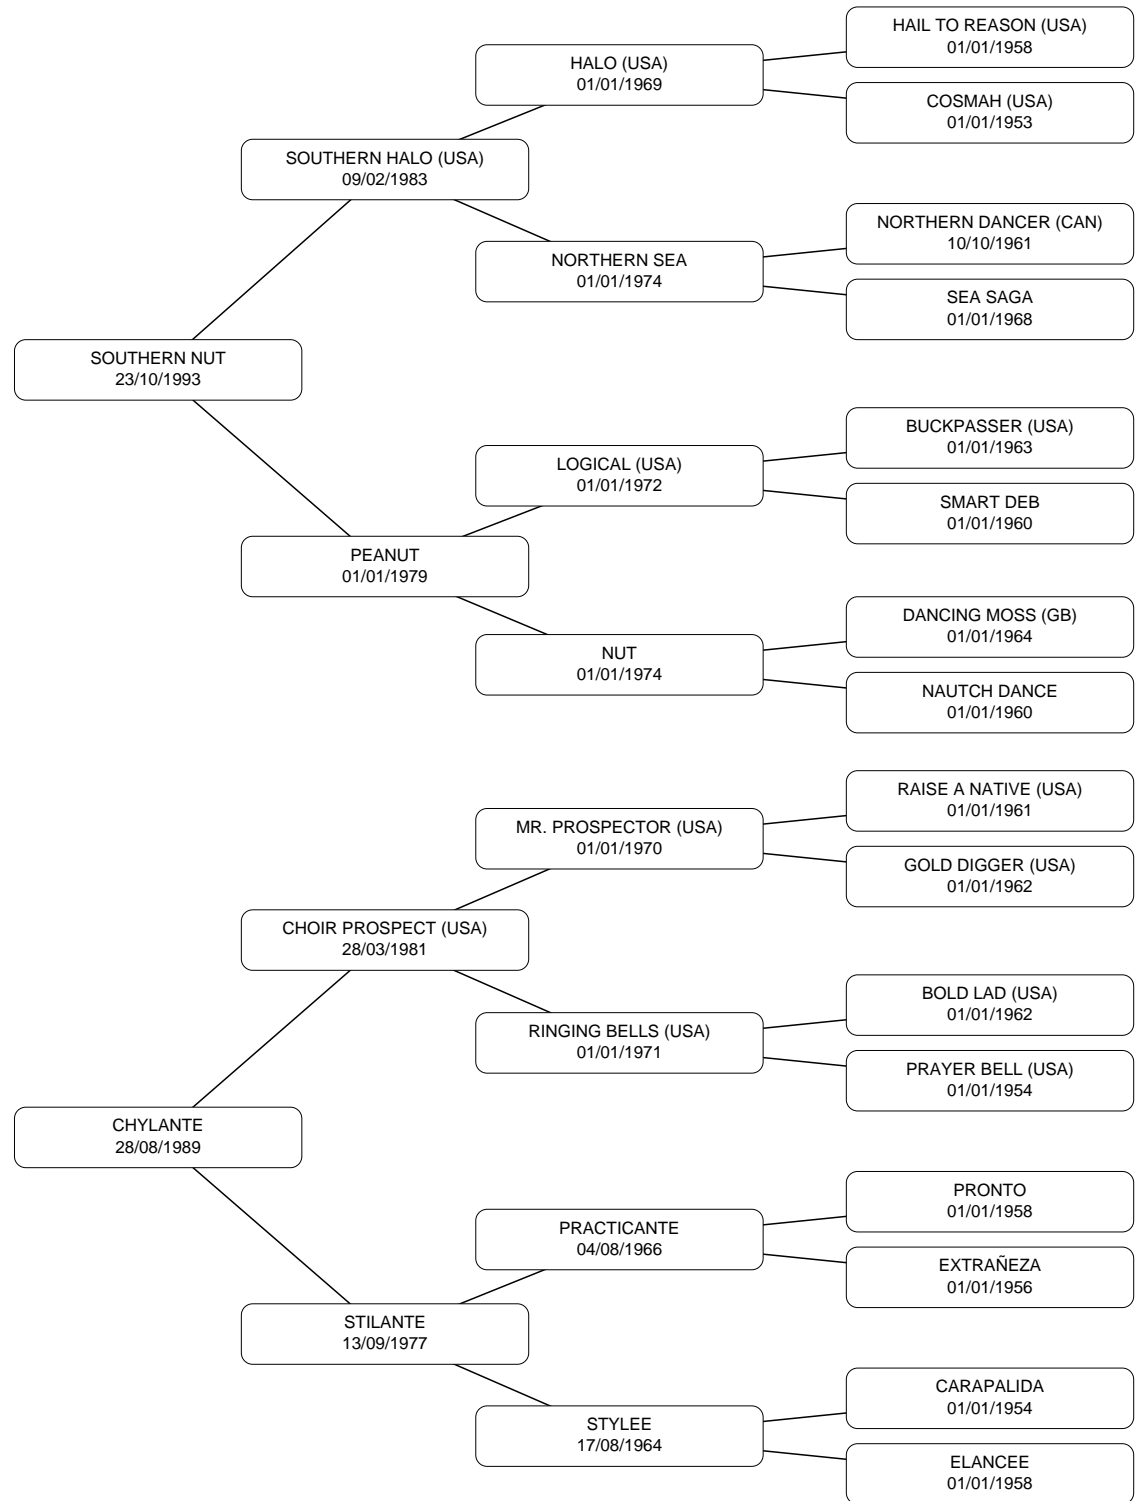 HAIL TO REASON (USA)
01/01/1958
HALO (USA)
01/01/1969
COSMAH (USA)
01/01/1953
SOUTHERN HALO (USA)
09/02/1983
NORTHERN DANCER (CAN)
10/10/1961
NORTHERN SEA
01/01/1974
SEA SAGA
01/01/1968
SOUTHERN NUT
23/10/1993
BUCKPASSER (USA)
01/01/1963
LOGICAL (USA)
01/01/1972
SMART DEB
01/01/1960
PEANUT
01/01/1979
DANCING MOSS (GB)
01/01/1964
NUT
01/01/1974
NAUTCH DANCE
01/01/1960
RAISE A NATIVE (USA)
01/01/1961
MR. PROSPECTOR (USA)
01/01/1970
GOLD DIGGER (USA)
01/01/1962
CHOIR PROSPECT (USA)
28/03/1981
BOLD LAD (USA)
01/01/1962
RINGING BELLS (USA)
01/01/1971
PRAYER BELL (USA)
01/01/1954
CHYLANTE
28/08/1989
PRONTO
01/01/1958
PRACTICANTE
04/08/1966
EXTRAÑEZA
01/01/1956
STILANTE
13/09/1977
CARAPALIDA
01/01/1954
STYLEE
17/08/1964
ELANCEE
01/01/1958